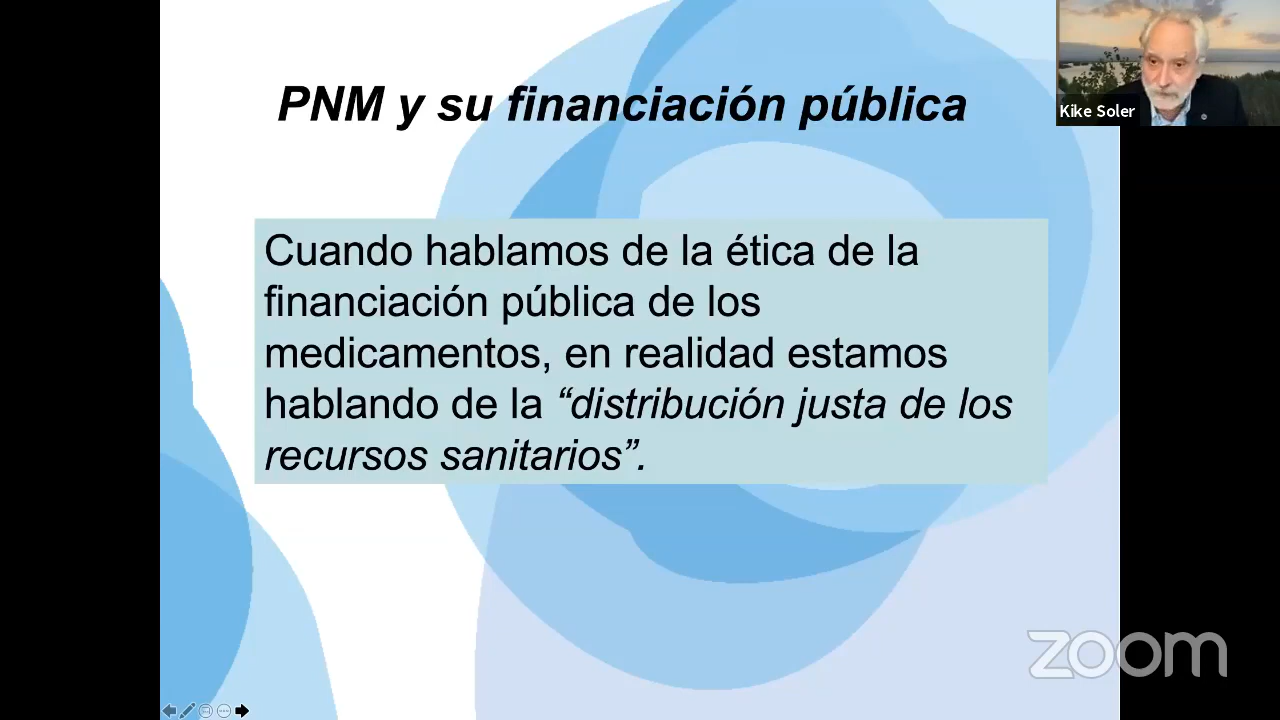 PNM y su financiación pública
Kike Soler
Cuando hablamos de la ética de la
financiación pública de los
medicamentos, en realidad estamos
hablando de la “distribución justa de los
recursos sanitarios”.
zoom